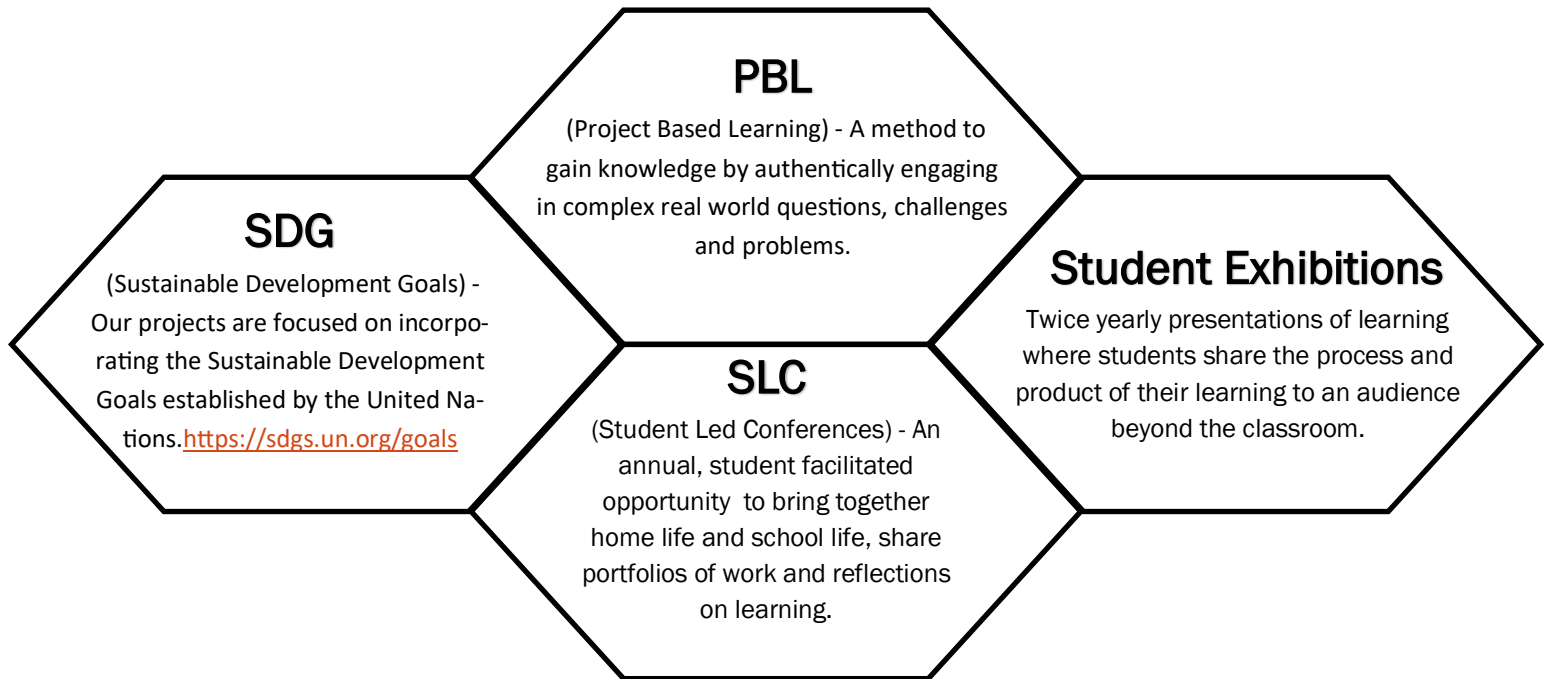 PBL
(Project Based Learning) - A method to
gain knowledge by authentically engaging
in complex real world questions, challenges
and problems.
SDG
(Sustainable Development Goals) -
Our projects are focused on incorpo-
rating the Sustainable Development
Goals established by the United Na-
tions.https://sdgs.un.org/goals
Student Exhibitions
Twice yearly presentations of learning
where students share the process and
product of their learning to an audience
beyond the classroom.
SLC
(Student Led Conferences) - An
annual, student facilitated
opportunity  to bring together
home life and school life, share
portfolios of work and reflections
on learning.